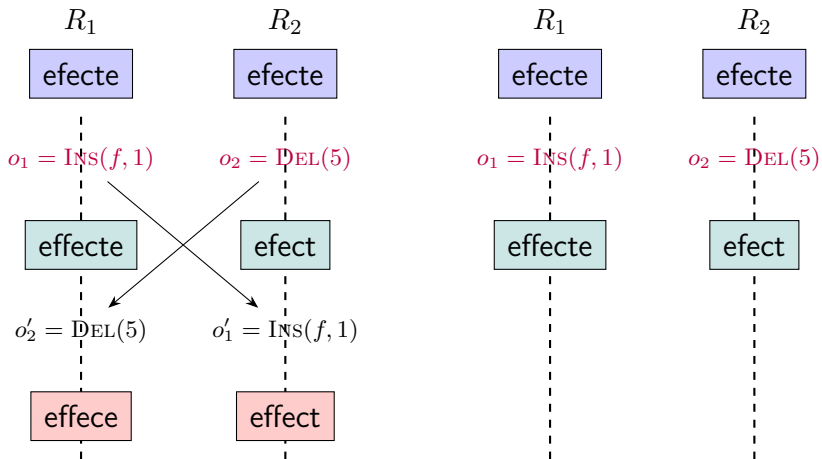 R₁ R₂ R₁ R₂
efecte efecte efecte efecte
o₁ = INS(f, 1) o₂ = DEL(5) o₁ = INS(f, 1) o₂ = DEL(5)
effecte efect effecte efect
o′₂ = DEL(5) o′₁ = INS(f, 1)
effece effect